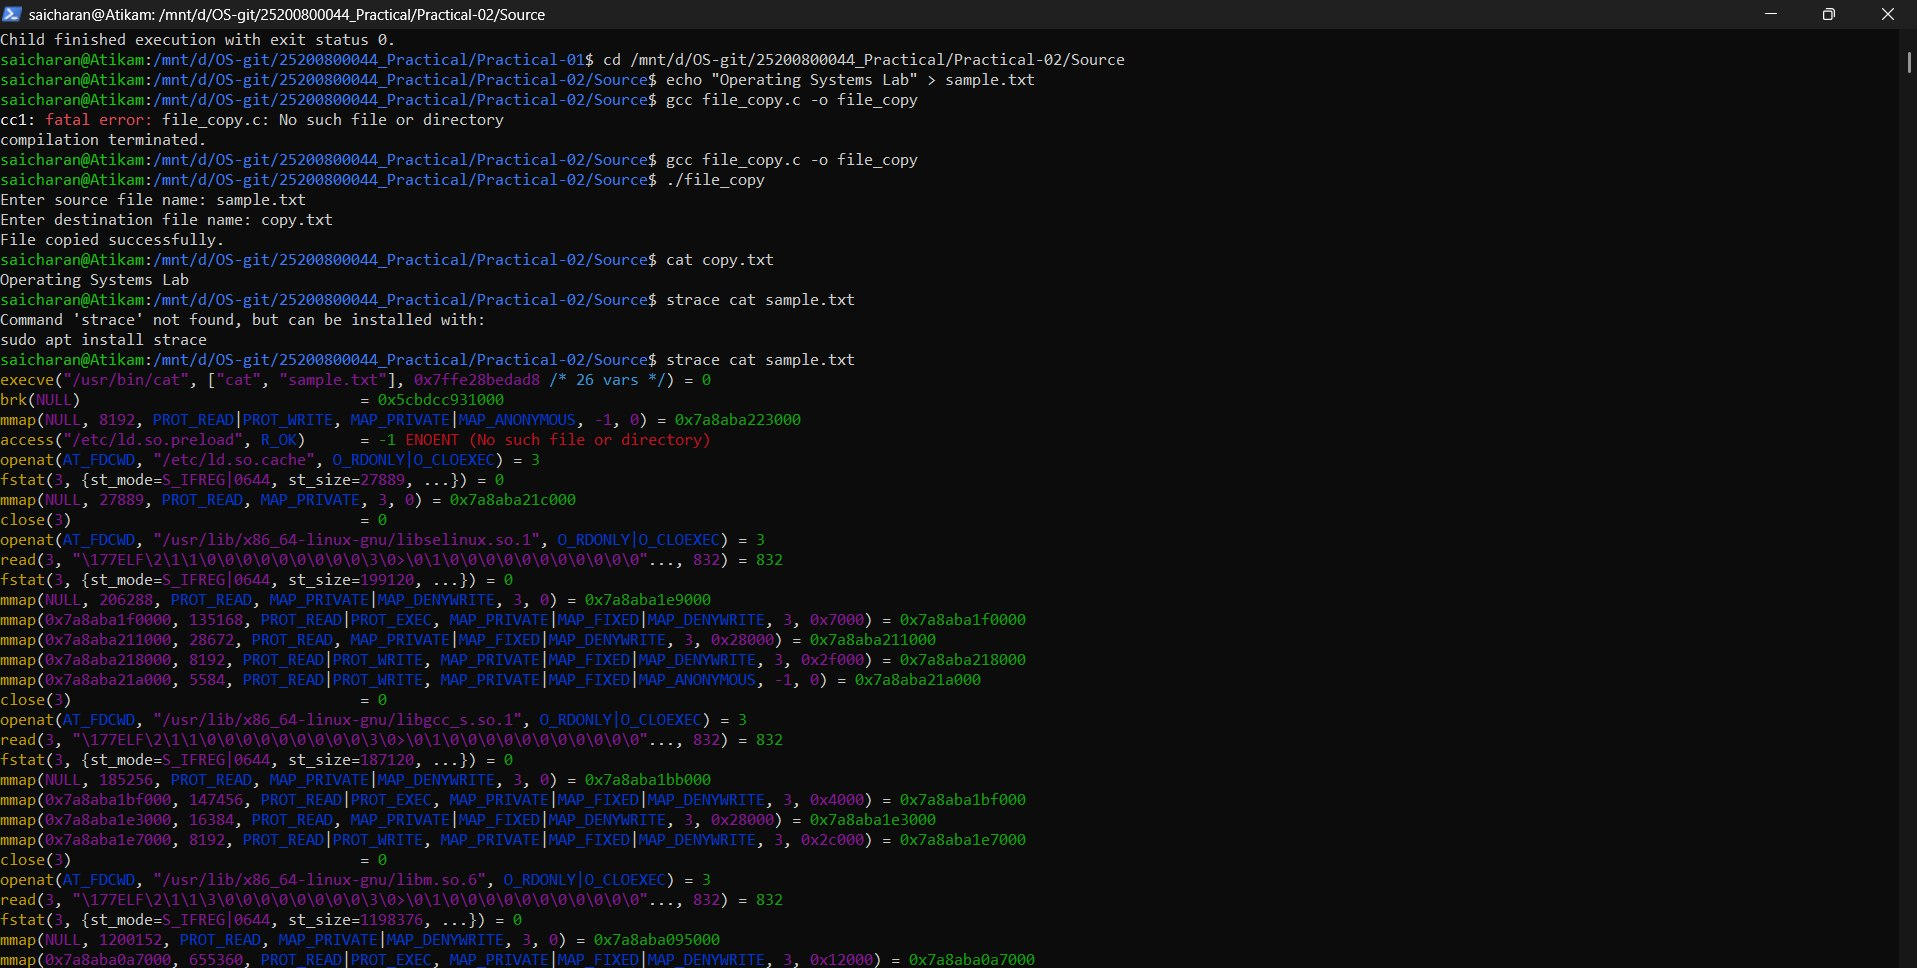 saicharan@Atikam: /mnt/d/OS-git/25200800044_Practical/Practical-02/Source
Child finished execution with exit status 0.
saicharan@Atikam:/mnt/d/OS-git/25200800044_Practical/Practical-01$ cd /mnt/d/OS-git/25200800044_Practical/Practical-02/Source
saicharan@Atikam:/mnt/d/OS-git/25200800044_Practical/Practical-02/Source$ echo "Operating Systems Lab" > sample.txt
saicharan@Atikam:/mnt/d/OS-git/25200800044_Practical/Practical-02/Source$ gcc file_copy.c -o file_copy
cc1: fatal error: file_copy.c: No such file or directory
compilation terminated.
saicharan@Atikam:/mnt/d/OS-git/25200800044_Practical/Practical-02/Source$ gcc file_copy.c -o file_copy
saicharan@Atikam:/mnt/d/OS-git/25200800044_Practical/Practical-02/Source$ ./file_copy
Enter source file name: sample.txt
Enter destination file name: copy.txt
File copied successfully.
saicharan@Atikam:/mnt/d/OS-git/25200800044_Practical/Practical-02/Source$ cat copy.txt
Operating Systems Lab
saicharan@Atikam:/mnt/d/OS-git/25200800044_Practical/Practical-02/Source$ strace cat sample.txt
Command 'strace' not found, but can be installed with:
sudo apt install strace
saicharan@Atikam:/mnt/d/OS-git/25200800044_Practical/Practical-02/Source$ strace cat sample.txt
execve("/usr/bin/cat", ["cat", "sample.txt"], 0x7ffe28bedad8 /* 26 vars */) = 0
brk(NULL)                               = 0x5cbdcc931000
mmap(NULL, 8192, PROT_READ|PROT_WRITE, MAP_PRIVATE|MAP_ANONYMOUS, -1, 0) = 0x7a8aba223000
access("/etc/ld.so.preload", R_OK)      = -1 ENOENT (No such file or directory)
openat(AT_FDCWD, "/etc/ld.so.cache", O_RDONLY|O_CLOEXEC) = 3
fstat(3, {st_mode=S_IFREG|0644, st_size=27889, ...}) = 0
mmap(NULL, 27889, PROT_READ, MAP_PRIVATE, 3, 0) = 0x7a8aba21c000
close(3)                                = 0
openat(AT_FDCWD, "/usr/lib/x86_64-linux-gnu/libselinux.so.1", O_RDONLY|O_CLOEXEC) = 3
read(3, "\177ELF\2\1\1\0\0\0\0\0\0\0\0\0\3\0>\0\1\0\0\0\0\0\0\0\0\0\0\0"..., 832) = 832
fstat(3, {st_mode=S_IFREG|0644, st_size=199120, ...}) = 0
mmap(NULL, 206288, PROT_READ, MAP_PRIVATE|MAP_DENYWRITE, 3, 0) = 0x7a8aba1e9000
mmap(0x7a8aba1f0000, 135168, PROT_READ|PROT_EXEC, MAP_PRIVATE|MAP_FIXED|MAP_DENYWRITE, 3, 0x7000) = 0x7a8aba1f0000
mmap(0x7a8aba211000, 28672, PROT_READ, MAP_PRIVATE|MAP_FIXED|MAP_DENYWRITE, 3, 0x28000) = 0x7a8aba211000
mmap(0x7a8aba218000, 8192, PROT_READ|PROT_WRITE, MAP_PRIVATE|MAP_FIXED|MAP_DENYWRITE, 3, 0x2f000) = 0x7a8aba218000
mmap(0x7a8aba21a000, 5584, PROT_READ|PROT_WRITE, MAP_PRIVATE|MAP_FIXED|MAP_ANONYMOUS, -1, 0) = 0x7a8aba21a000
close(3)                                = 0
openat(AT_FDCWD, "/usr/lib/x86_64-linux-gnu/libgcc_s.so.1", O_RDONLY|O_CLOEXEC) = 3
read(3, "\177ELF\2\1\1\0\0\0\0\0\0\0\0\0\3\0>\0\1\0\0\0\0\0\0\0\0\0\0\0"..., 832) = 832
fstat(3, {st_mode=S_IFREG|0644, st_size=187120, ...}) = 0
mmap(NULL, 185256, PROT_READ, MAP_PRIVATE|MAP_DENYWRITE, 3, 0) = 0x7a8aba1bb000
mmap(0x7a8aba1bf000, 147456, PROT_READ|PROT_EXEC, MAP_PRIVATE|MAP_FIXED|MAP_DENYWRITE, 3, 0x4000) = 0x7a8aba1bf000
mmap(0x7a8aba1e3000, 16384, PROT_READ, MAP_PRIVATE|MAP_FIXED|MAP_DENYWRITE, 3, 0x28000) = 0x7a8aba1e3000
mmap(0x7a8aba1e7000, 8192, PROT_READ|PROT_WRITE, MAP_PRIVATE|MAP_FIXED|MAP_DENYWRITE, 3, 0x2c000) = 0x7a8aba1e7000
close(3)                                = 0
openat(AT_FDCWD, "/usr/lib/x86_64-linux-gnu/libm.so.6", O_RDONLY|O_CLOEXEC) = 3
read(3, "\177ELF\2\1\1\3\0\0\0\0\0\0\0\0\3\0>\0\1\0\0\0\0\0\0\0\0\0\0\0"..., 832) = 832
fstat(3, {st_mode=S_IFREG|0644, st_size=1198376, ...}) = 0
mmap(NULL, 1200152, PROT_READ, MAP_PRIVATE|MAP_DENYWRITE, 3, 0) = 0x7a8aba095000
mmap(0x7a8aba0a7000, 655360, PROT_READ|PROT_EXEC, MAP_PRIVATE|MAP_FIXED|MAP_DENYWRITE, 3, 0x12000) = 0x7a8aba0a7000